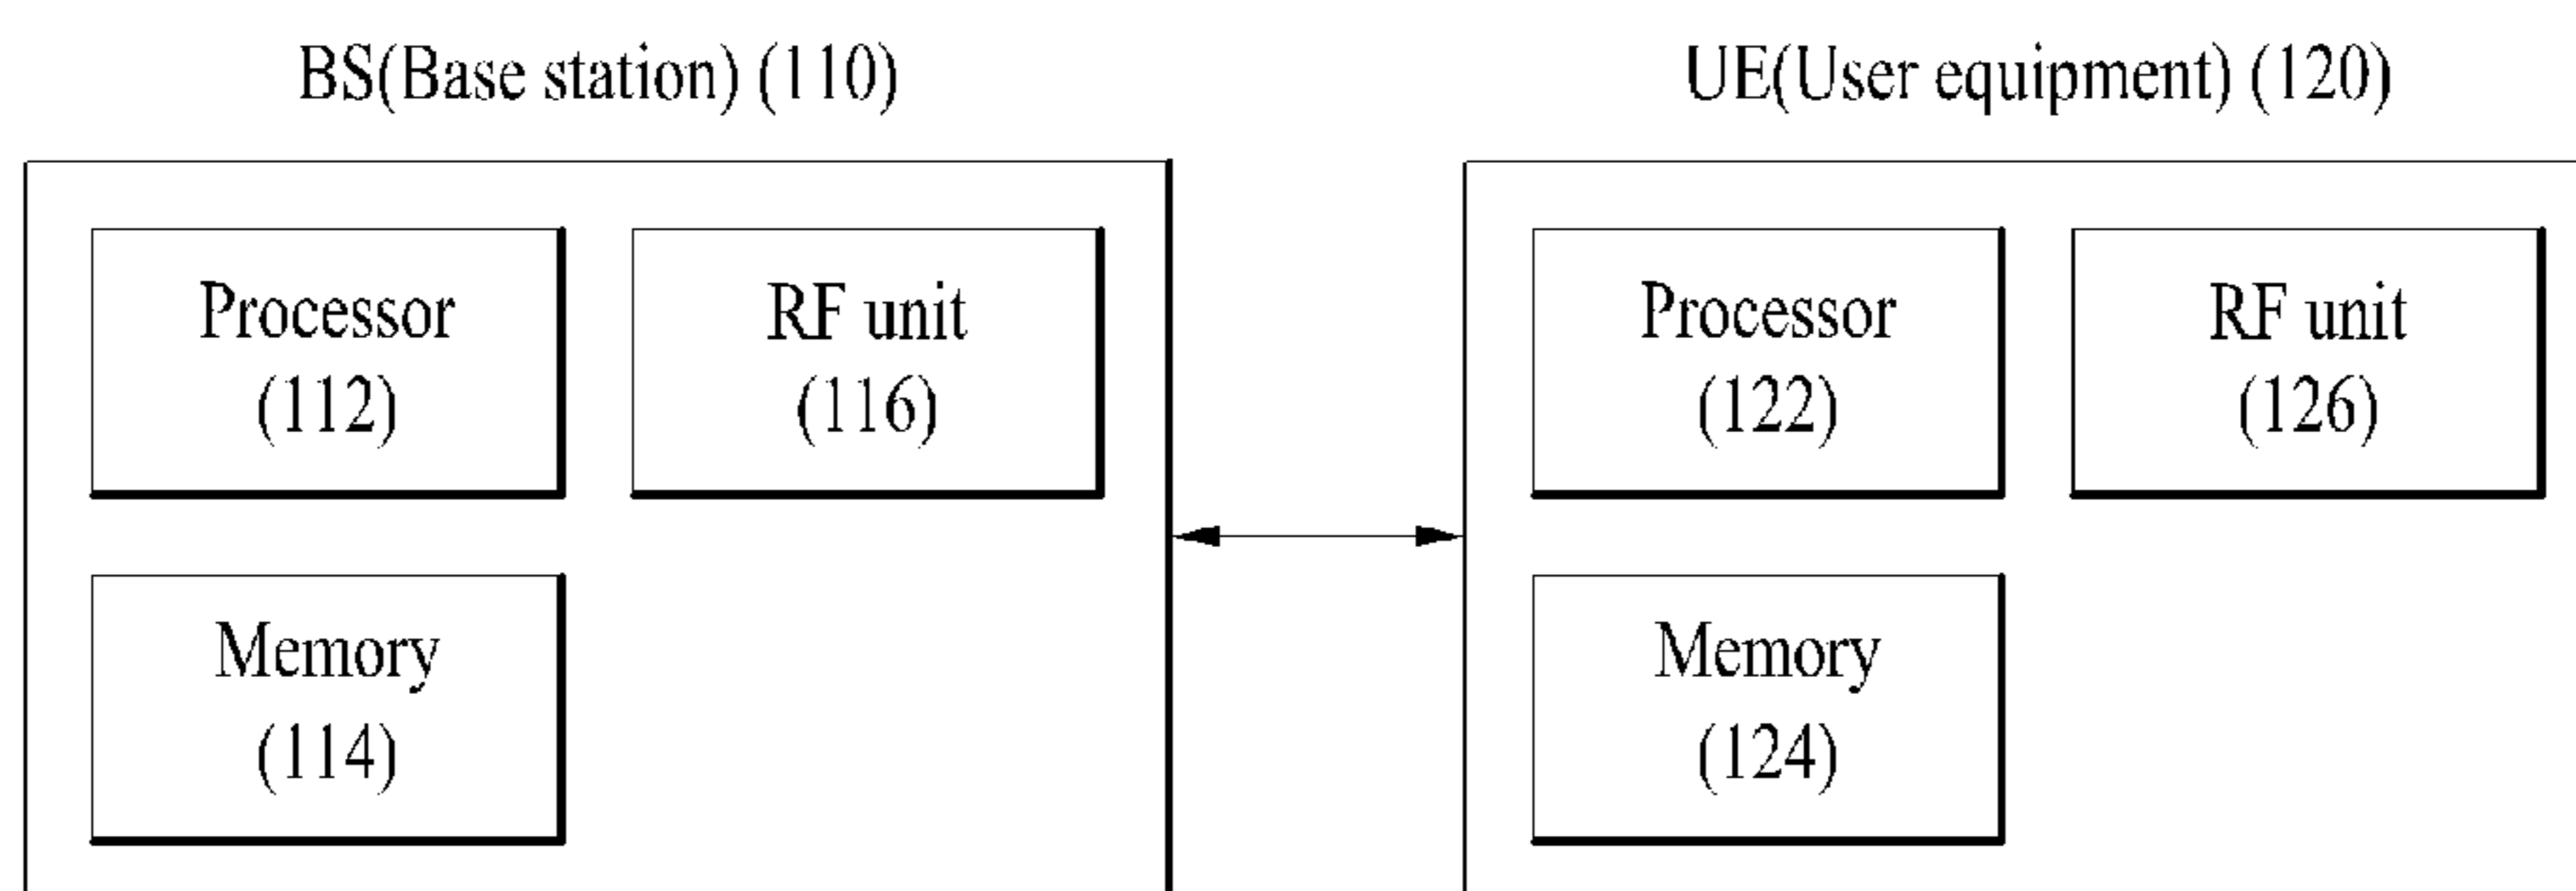 BS(Base station) (110)
Processor
(112)
RF unit
(116)
Memory
(114)
UE(User equipment) (120)
Processor
(122)
RF unit
(126)
Memory
(124)